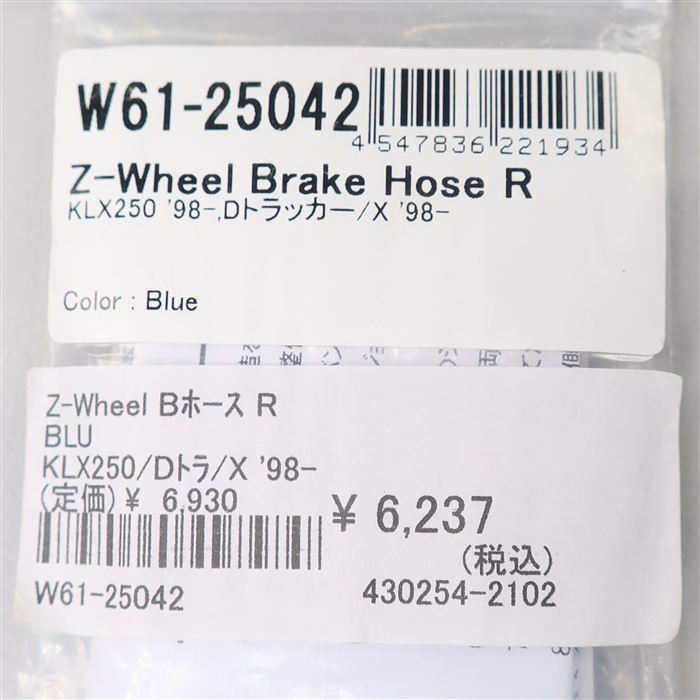 W61-25042
4 547836 221934
Z-Wheel Brake Hose R
KLX250 '98-,Dトラッカー/X '98-
Color : Blue
Z-Wheel Bホース R
BLU
KLX250/Dトラ/X '98-
(定価)¥ 6,930
¥ 6,237
(税込)
W61-25042
430254-2102